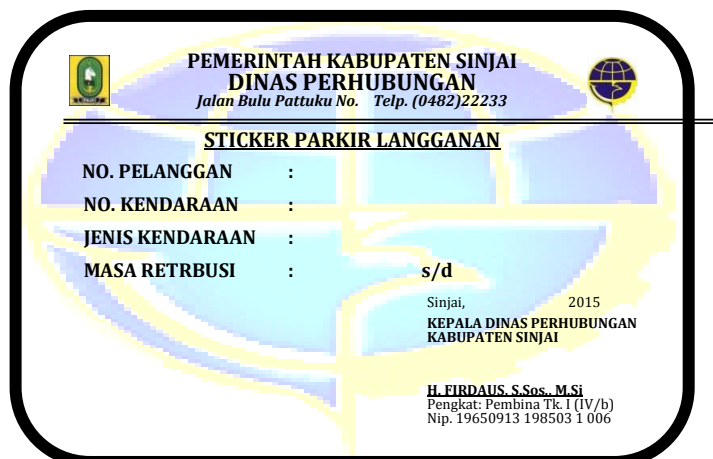 PEMERINTAH KABUPATEN SINJAI
DINAS PERHUBUNGAN
Jalan Bulu Pattuku No. Telp. (0482)22233
STICKER PARKIR LANGGANAN
NO. PELANGGAN :
NO. KENDARAAN :
JENIS KENDARAAN :
MASA RETRBUSI : s/d
Sinjai, 2015
KEPALA DINAS PERHUBUNGAN
KABUPATEN SINJAI
H. FIRDAUS, S.Sos., M.Si
Pengkat: Pembina Tk. I (IV/b)
Nip. 19650913 198503 1 006